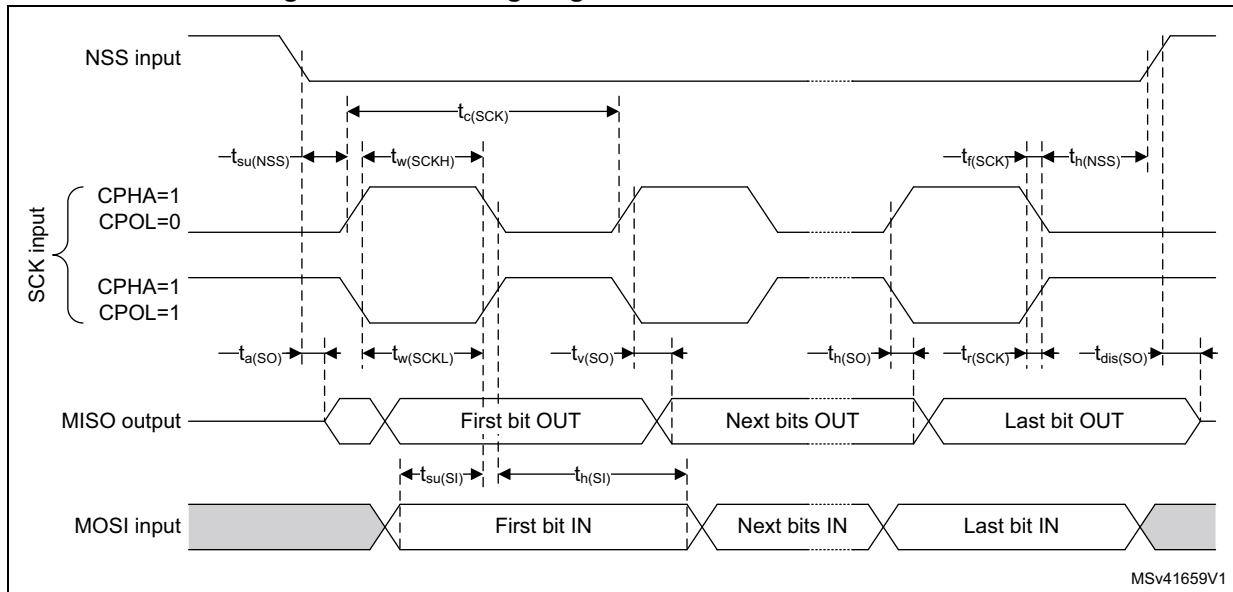 NSS input
tc(SCK)
tsu(NSS)
tw(SCKH)
tf(SCK)
th(NSS)
SCK input
CPHA=1
CPOL=0
CPHA=1
CPOL=1
ta(SO)
tw(SCKL)
tv(SO)
th(SO)
tr(SCK)
tdis(SO)
MISO output
First bit OUT
Next bits OUT
Last bit OUT
tsu(SI)
th(SI)
MOSI input
First bit IN
Next bits IN
Last bit IN
MSv41659V1